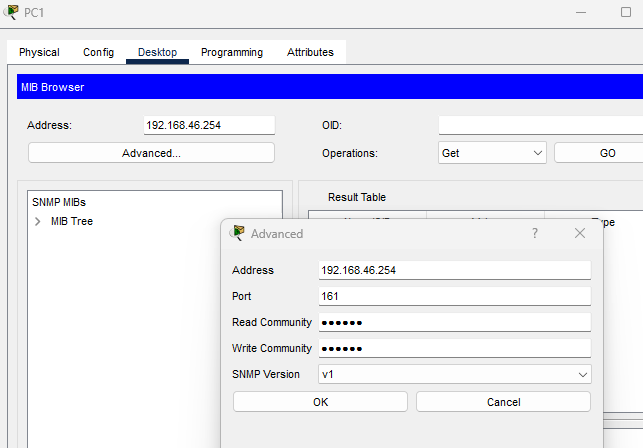 PC1
Physical Config Desktop Programming Attributes
MIB Browser
Address: 192.168.46.254 OID:
Advanced... Operations: Get GO
SNMP MIBs Result Table
MIB Tree
Type
Advanced ?
Address 192.168.46.254
Port 161
Read Community ●●●●●●
Write Community ●●●●●●
SNMP Version v1
OK Cancel